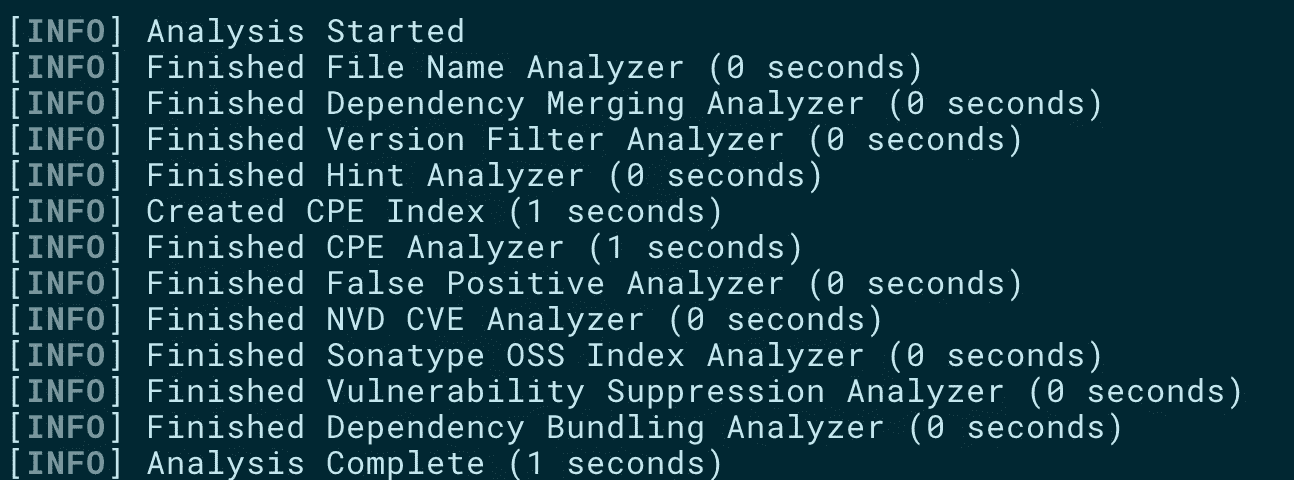 [INFO] Analysis Started
[INFO] Finished File Name Analyzer (0 seconds)
[INFO] Finished Dependency Merging Analyzer (0 seconds)
[INFO] Finished Version Filter Analyzer (0 seconds)
[INFO] Finished Hint Analyzer (0 seconds)
[INFO] Created CPE Index (1 seconds)
[INFO] Finished CPE Analyzer (1 seconds)
[INFO] Finished False Positive Analyzer (0 seconds)
[INFO] Finished NVD CVE Analyzer (0 seconds)
[INFO] Finished Sonatype OSS Index Analyzer (0 seconds)
[INFO] Finished Vulnerability Suppression Analyzer (0 seconds)
[INFO] Finished Dependency Bundling Analyzer (0 seconds)
[INFO] Analysis Complete (1 seconds)